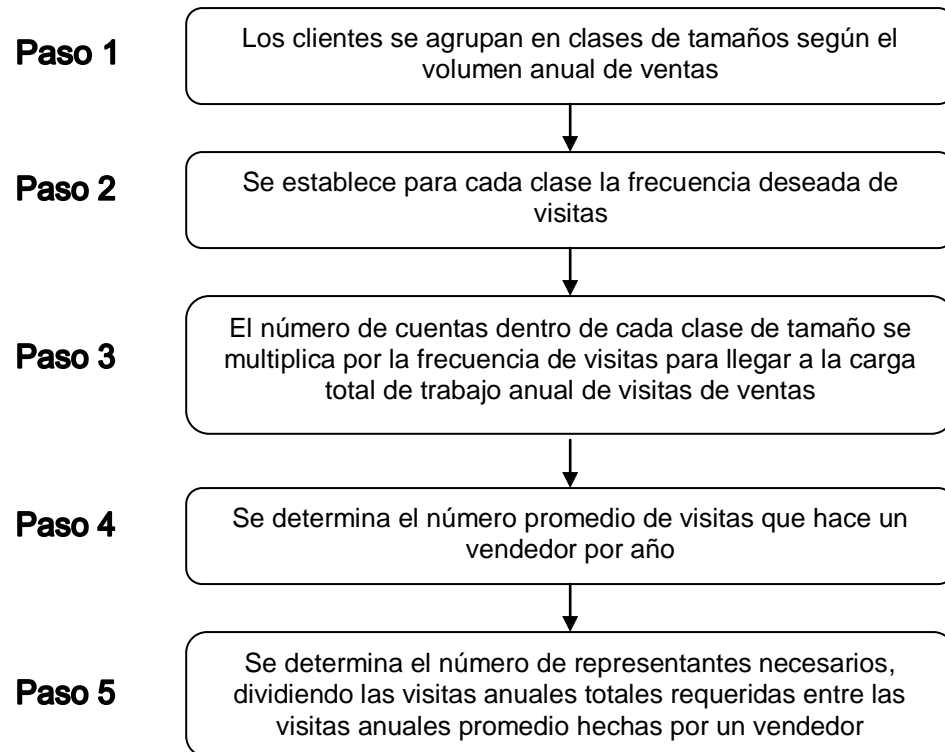 Paso 1
Los clientes se agrupan en clases de tamaños según el
volumen anual de ventas
Paso 2
Se establece para cada clase la frecuencia deseada de
visitas
Paso 3
El número de cuentas dentro de cada clase de tamaño se
multiplica por la frecuencia de visitas para llegar a la carga
total de trabajo anual de visitas de ventas
Paso 4
Se determina el número promedio de visitas que hace un
vendedor por año
Paso 5
Se determina el número de representantes necesarios,
dividiendo las visitas anuales totales requeridas entre las
visitas anuales promedio hechas por un vendedor